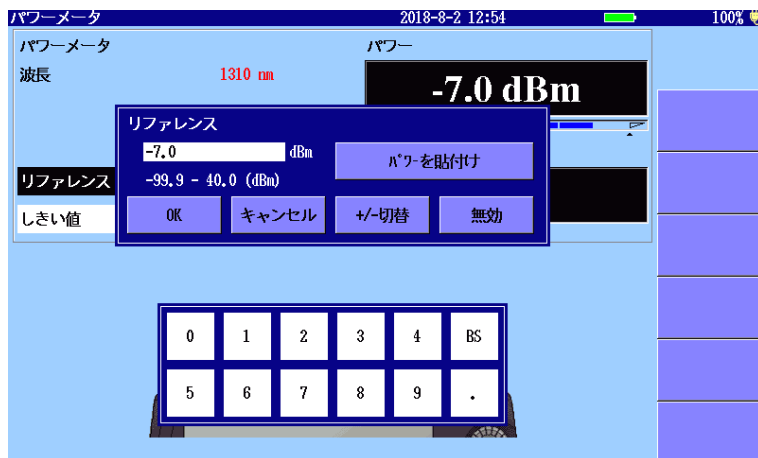 パワーメータ 2018-8-2 12:54 100%
パワーメータ パワー
波長 1310 nm
-7.0 dBm
リファレンス
-7.0 dBm パワーを貼付け
-99.9 - 40.0 (dBm)
リファレンス
OK キャンセル +/-切替 無効
しきい値
0 1 2 3 4 BS
5 6 7 8 9 .